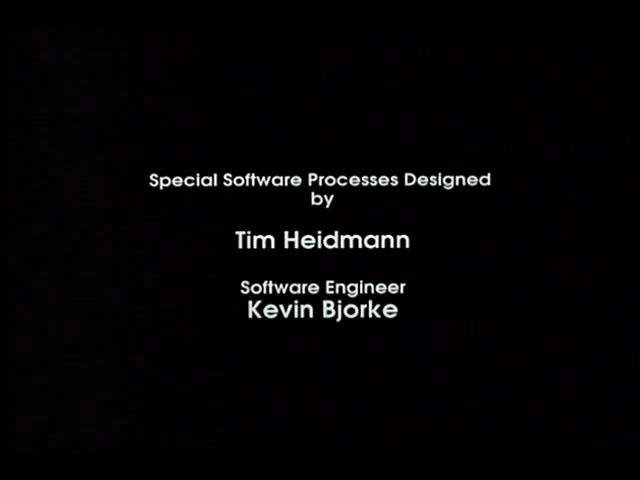 Special Software Processes Designed
by
Tim Heidmann
Software Engineer
Kevin Bjorke